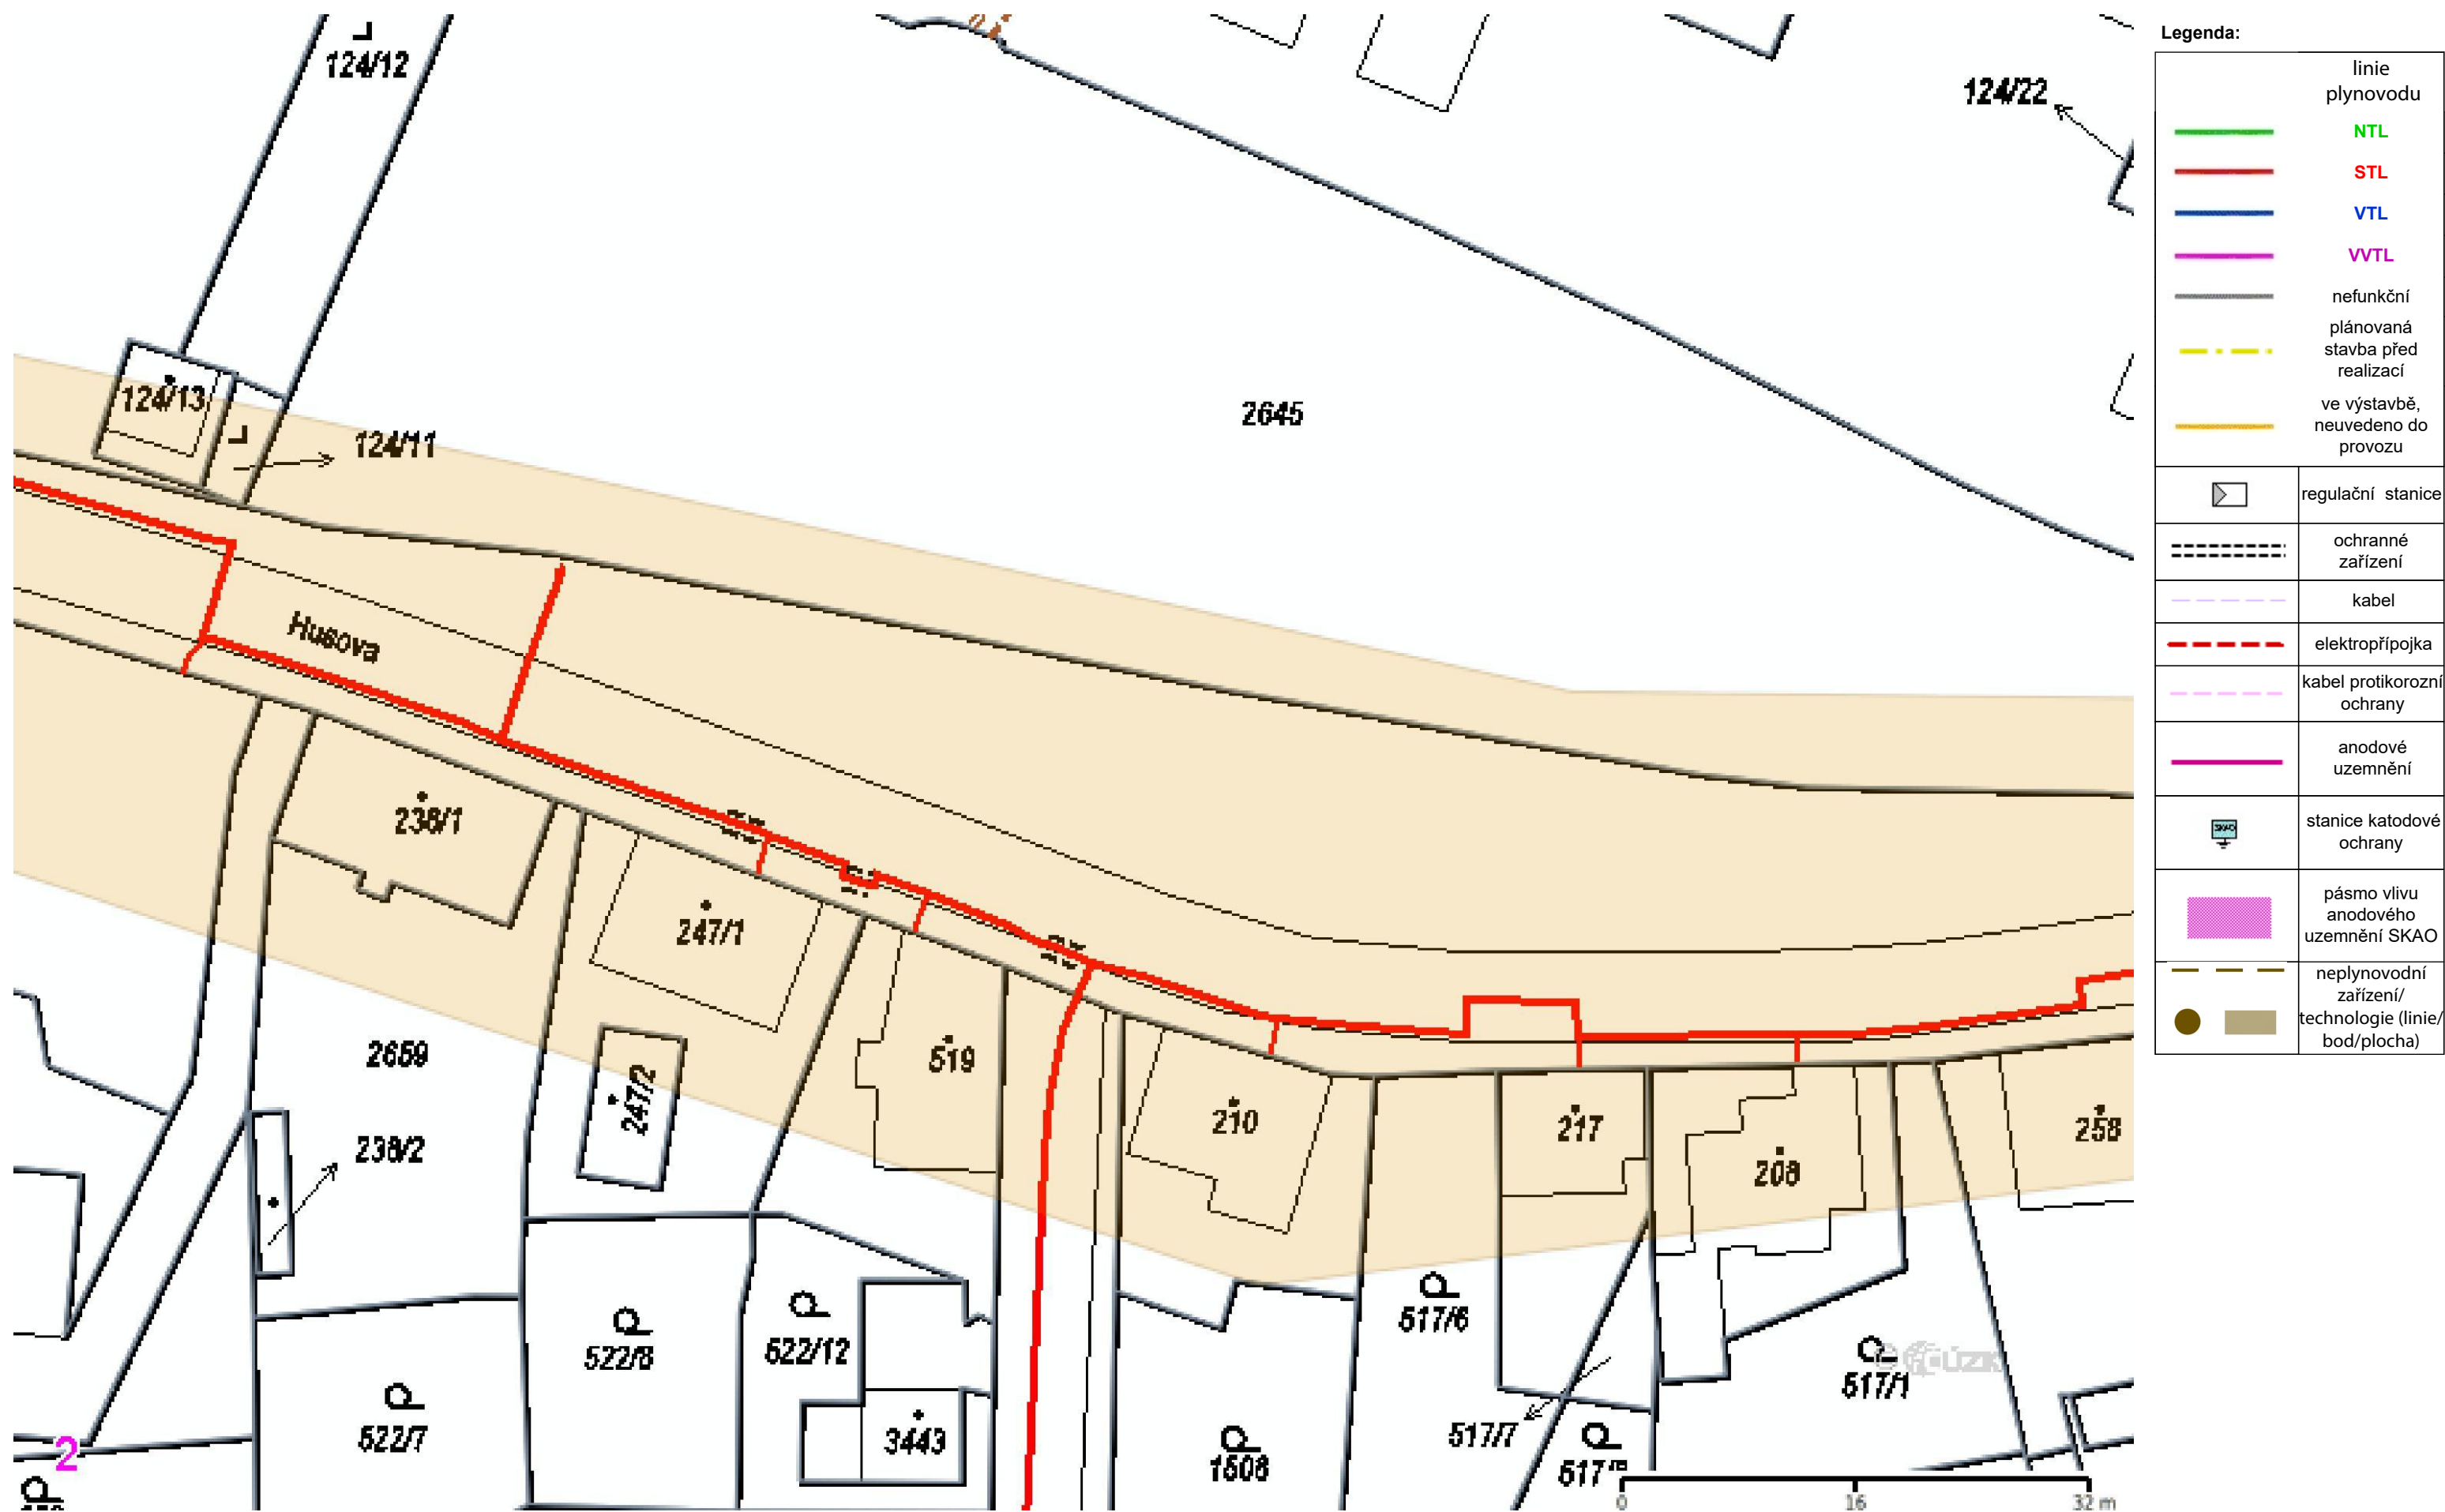 124/12
124/22
124/13
124/11
2645
Husova
238/1
247/1
2659
247/2
519
210
217
208
258
238/2
517/6
522/8
522/12
522/7
3443
1508
517/7
517/1
2
© ČÚZK
0 16 32 m
Legenda:
linie
plynovodu
NTL
STL
VTL
VVTL
nefunkční
plánovaná
stavba před
realizací
ve výstavbě,
neuvedeno do
provozu
regulační stanice
ochranné
zařízení
kabel
elektropřípojka
kabel protikorozní
ochrany
anodové
uzemnění
SKAO
stanice katodové
ochrany
pásmo vlivu
anodového
uzemnění SKAO
neplynovodní
zařízení/
technologie (linie/
bod/plocha)